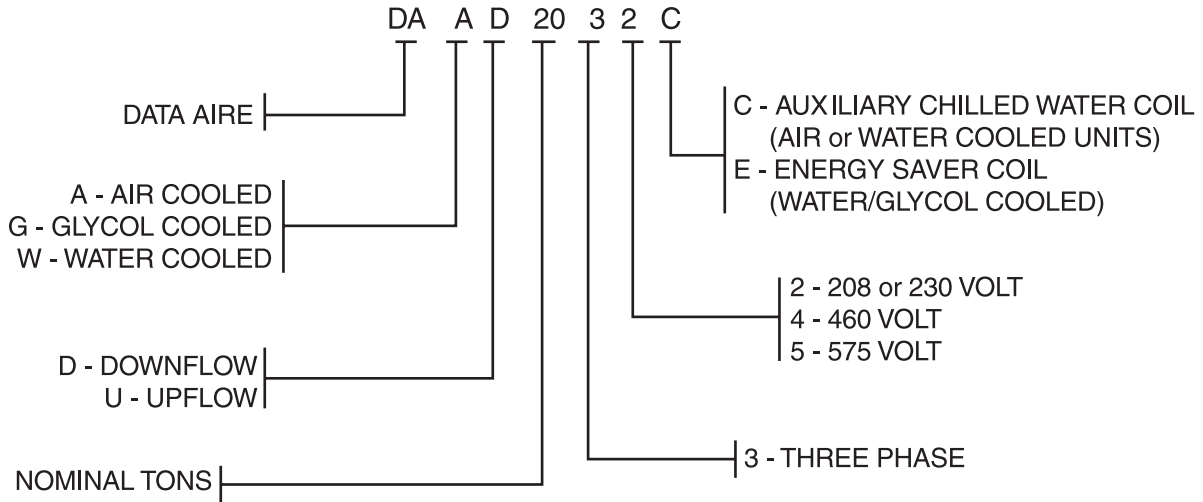 DA A D 20 3 2 C
DATA AIRE
A - AIR COOLED
G - GLYCOL COOLED
W - WATER COOLED
D - DOWNFLOW
U - UPFLOW
NOMINAL TONS
C - AUXILIARY CHILLED WATER COIL
(AIR or WATER COOLED UNITS)
E - ENERGY SAVER COIL
(WATER/GLYCOL COOLED)
2 - 208 or 230 VOLT
4 - 460 VOLT
5 - 575 VOLT
3 - THREE PHASE